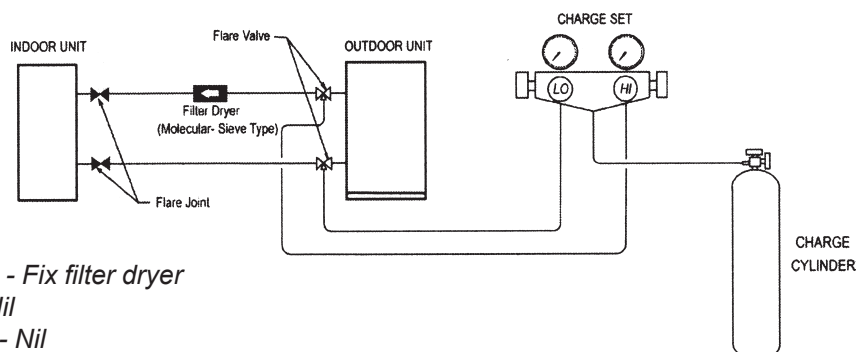 CHARGE SET
Flare Valve
OUTDOOR UNIT
INDOOR UNIT
LO
HI
Filter Dryer
(Molecular- Sieve Type)
Flare Joint
CHARGE
CYLINDER
- Fix filter dryer
- Nil